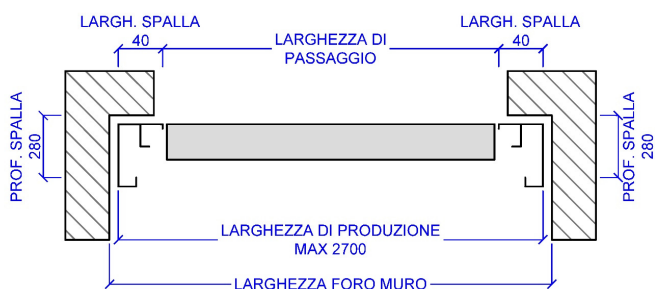 LARGH. SPALLA
40
LARGHEZZA DI
PASSAGGIO
LARGH. SPALLA
40
PROF. SPALLA
280
PROF. SPALLA
280
LARGHEZZA DI PRODUZIONE
MAX 2700
LARGHEZZA FORO MURO